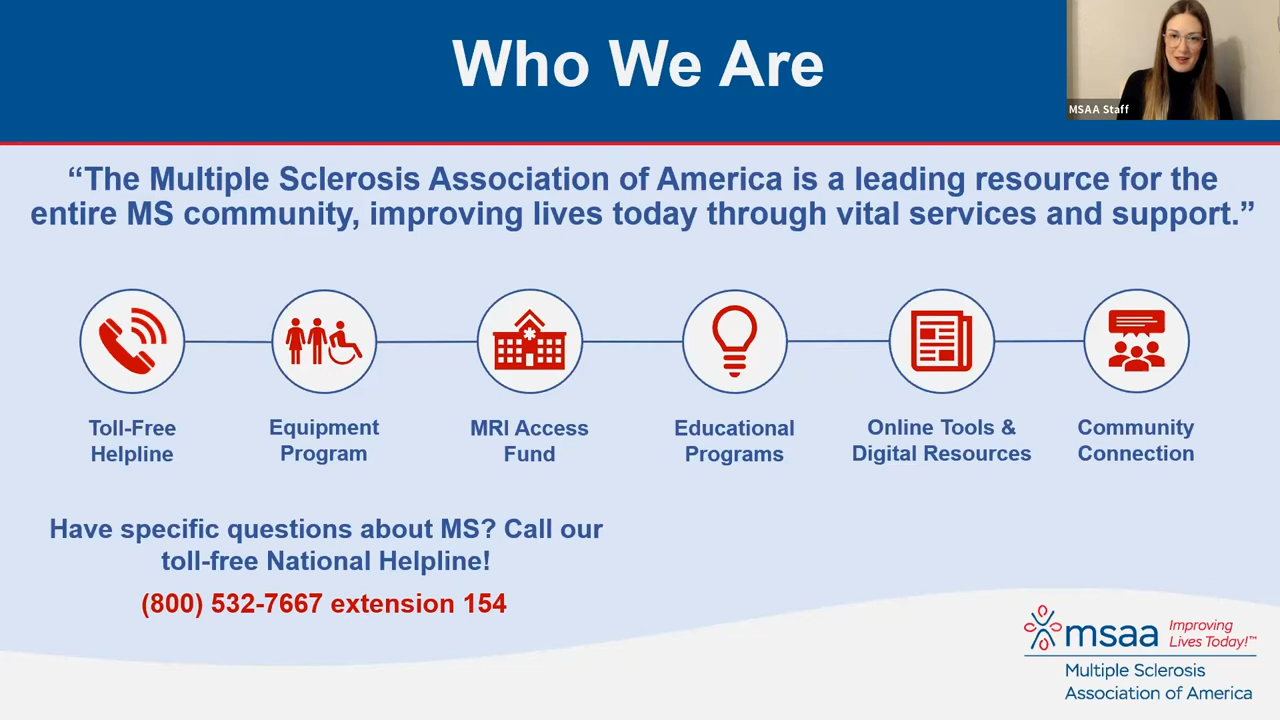 Who We Are
MSAA Staff
“The Multiple Sclerosis Association of America is a leading resource for the
entire MS community, improving lives today through vital services and support.”
Toll-Free
Helpline
Equipment
Program
MRI Access
Fund
Educational
Programs
Online Tools &
Digital Resources
Community
Connection
Have specific questions about MS? Call our
toll-free National Helpline!
(800) 532-7667 extension 154
msaa
Improving
Lives Today!™
Multiple Sclerosis
Association of America